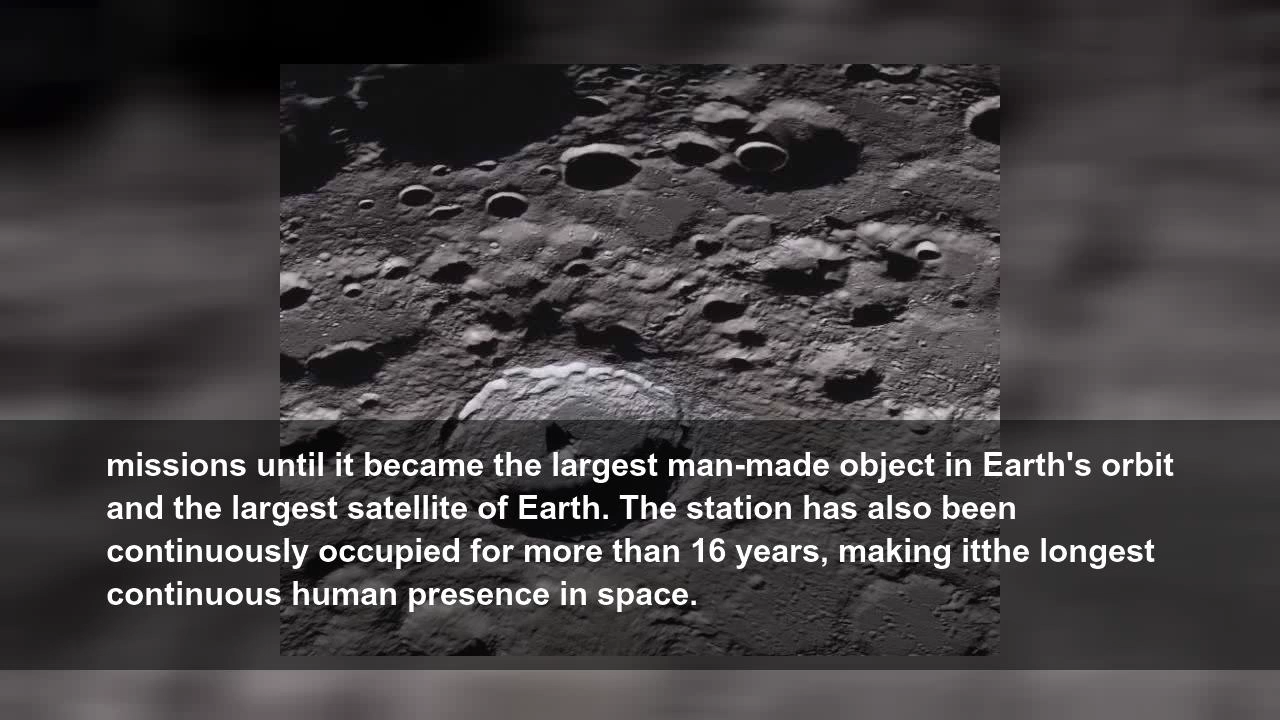 missions until it became the largest man-made object in Earth's orbit
and the largest satellite of Earth. The station has also been
continuously occupied for more than 16 years, making itthe longest
continuous human presence in space.